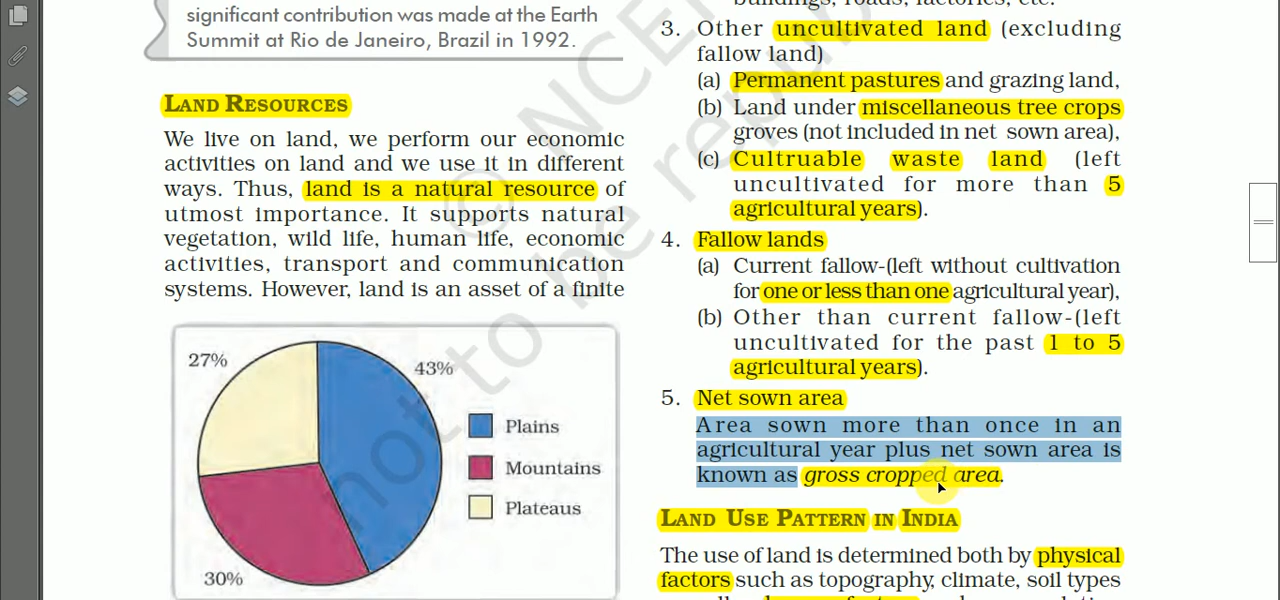 significant contribution was made at the Earth
Summit at Rio de Janeiro, Brazil in 1992.
LAND RESOURCES
We live on land, we perform our economic
activities on land and we use it in different
ways. Thus, land is a natural resource of
utmost importance. It supports natural
vegetation, wild life, human life, economic
activities, transport and communication
systems. However, land is an asset of a finite
27%
43%
30%
Plains
Mountains
Plateaus
buildings, roads, factories, etc.
3. Other uncultivated land (excluding
fallow land)
(a) Permanent pastures and grazing land,
(b) Land under miscellaneous tree crops
groves (not included in net sown area),
(c) Cultruable waste land (left
uncultivated for more than 5
agricultural years).
4. Fallow lands
(a) Current fallow-(left without cultivation
for one or less than one agricultural year),
(b) Other than current fallow-(left
uncultivated for the past 1 to 5
agricultural years).
5. Net sown area
Area sown more than once in an
agricultural year plus net sown area is
known as gross cropped area.
LAND USE PATTERN IN INDIA
The use of land is determined both by physical
factors such as topography, climate, soil types
© NCE
not to be repu